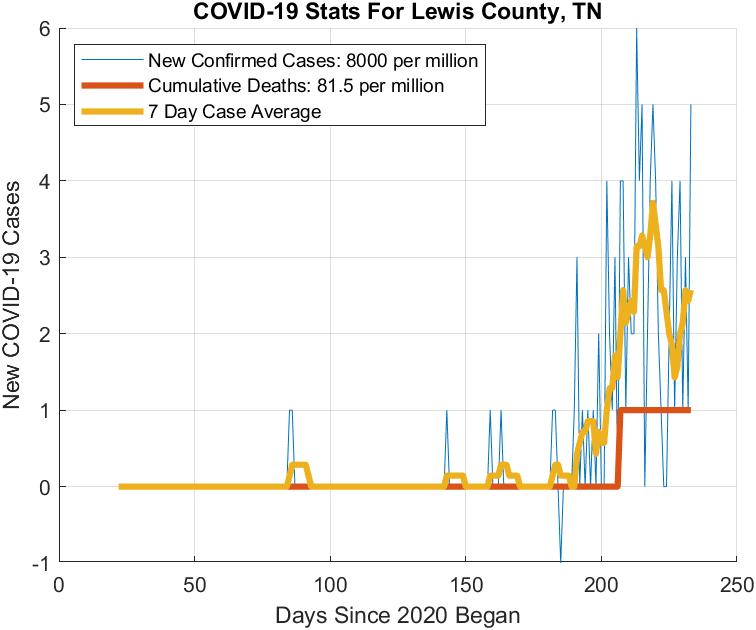 COVID-19 Stats For Lewis County, TN
New Confirmed Cases: 8000 per million
Cumulative Deaths: 81.5 per million
7 Day Case Average
New COVID-19 Cases
6
5
4
3
2
1
0
-1
0 50 100 150 200 250
Days Since 2020 Began